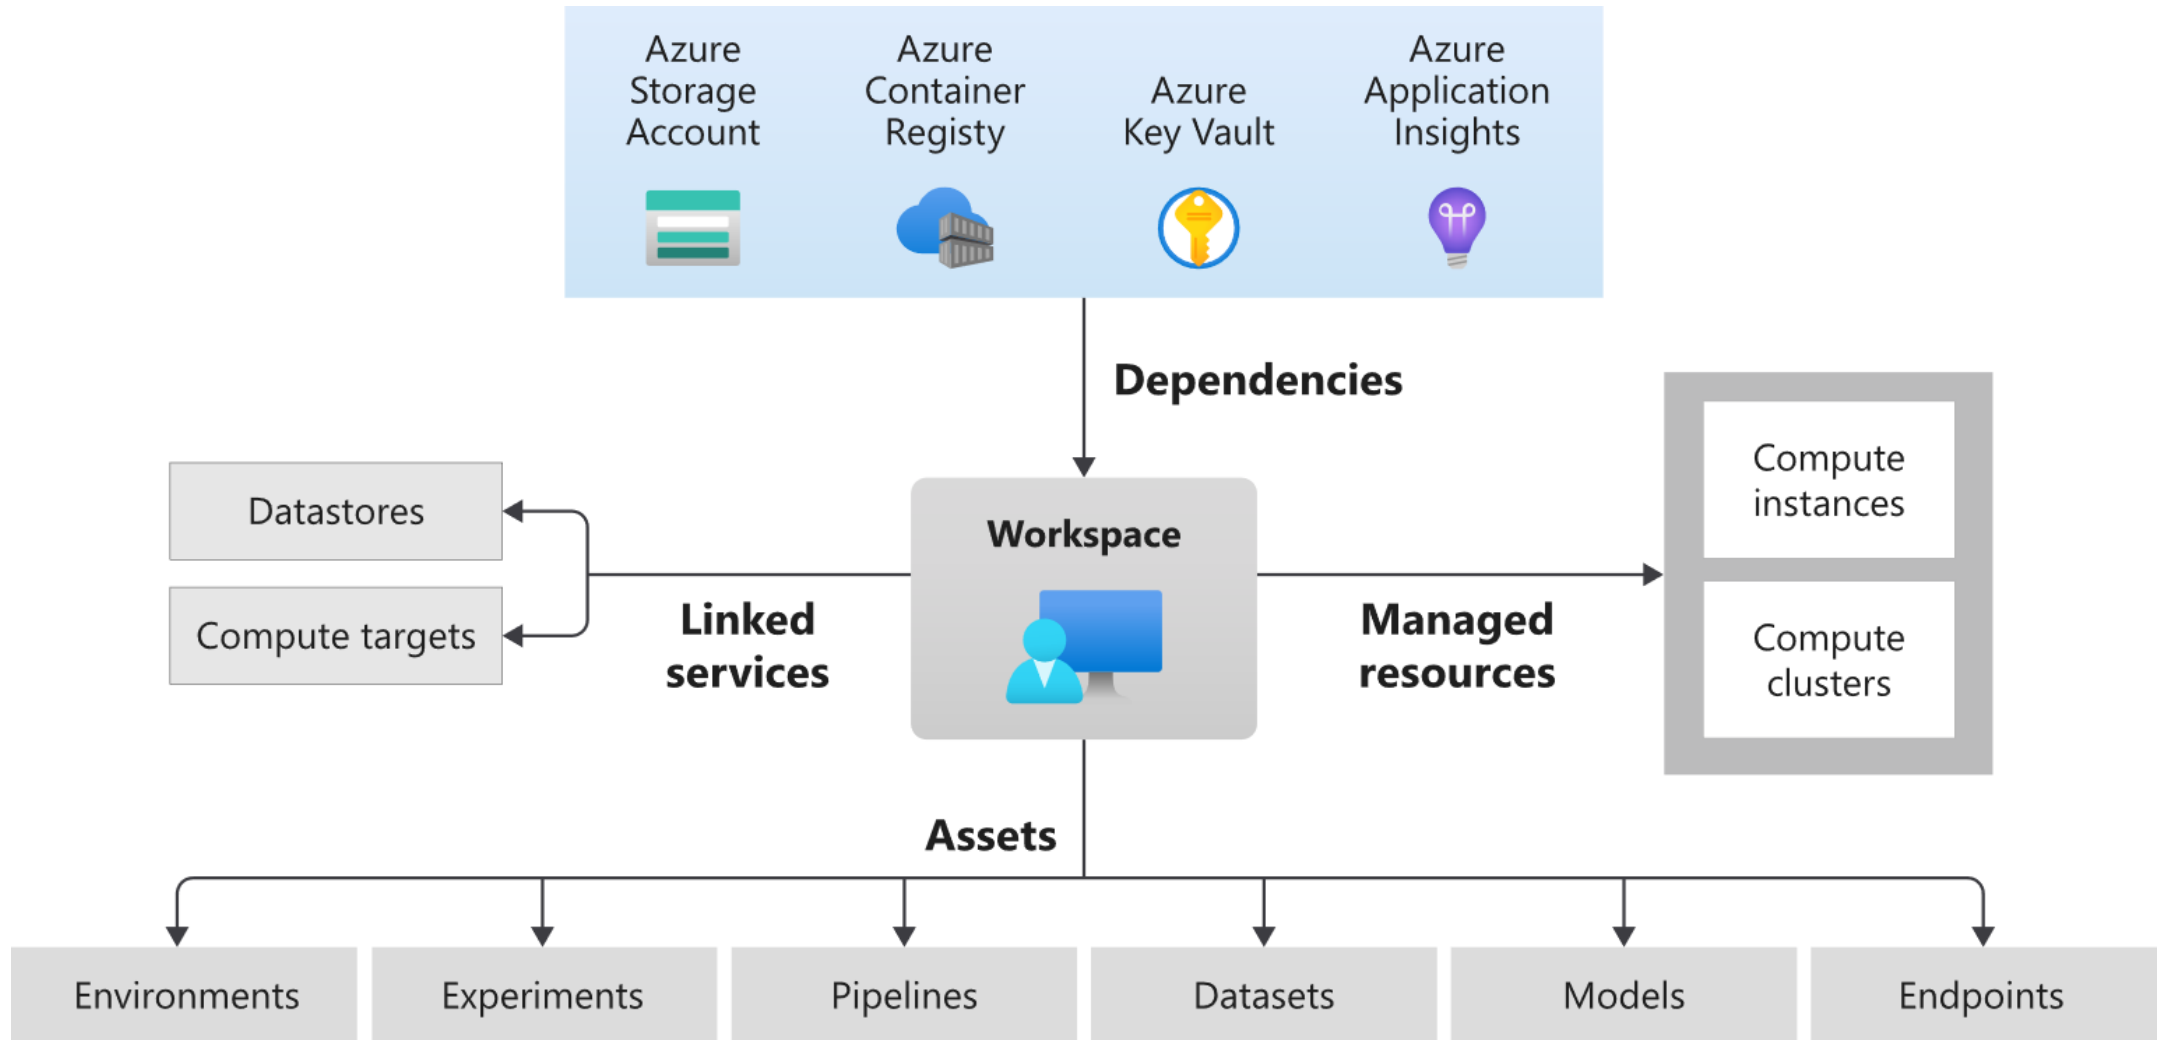 Azure
Storage
Account
Azure
Container
Registy
Azure
Key Vault
Azure
Application
Insights
Dependencies
Datastores
Compute targets
Linked
services
Workspace
Managed
resources
Compute
instances
Compute
clusters
Assets
Environments
Experiments
Pipelines
Datasets
Models
Endpoints